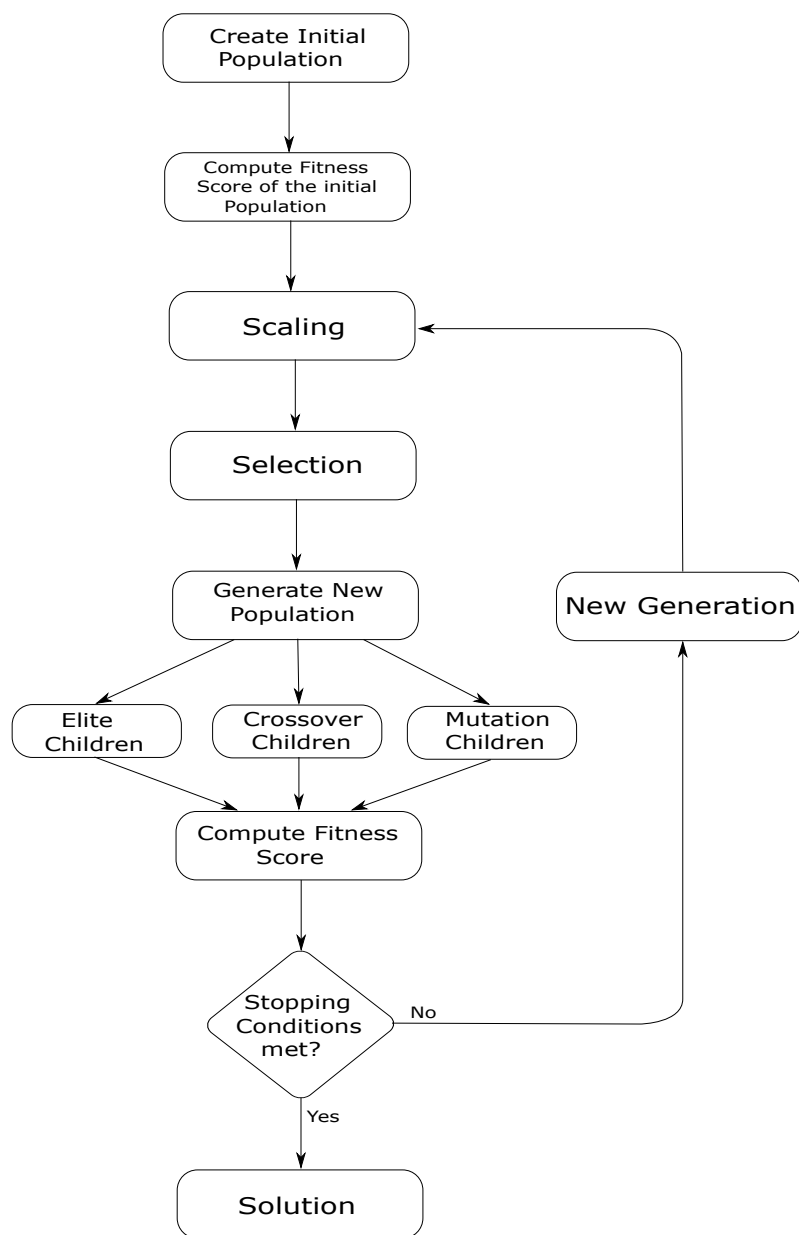 Create Initial
Population
Compute Fitness
Score of the initial
Population
Scaling
Selection
Generate New
Population
New Generation
Elite
Children
Crossover
Children
Mutation
Children
Compute Fitness
Score
Stopping
Conditions
met?
No
Yes
Solution